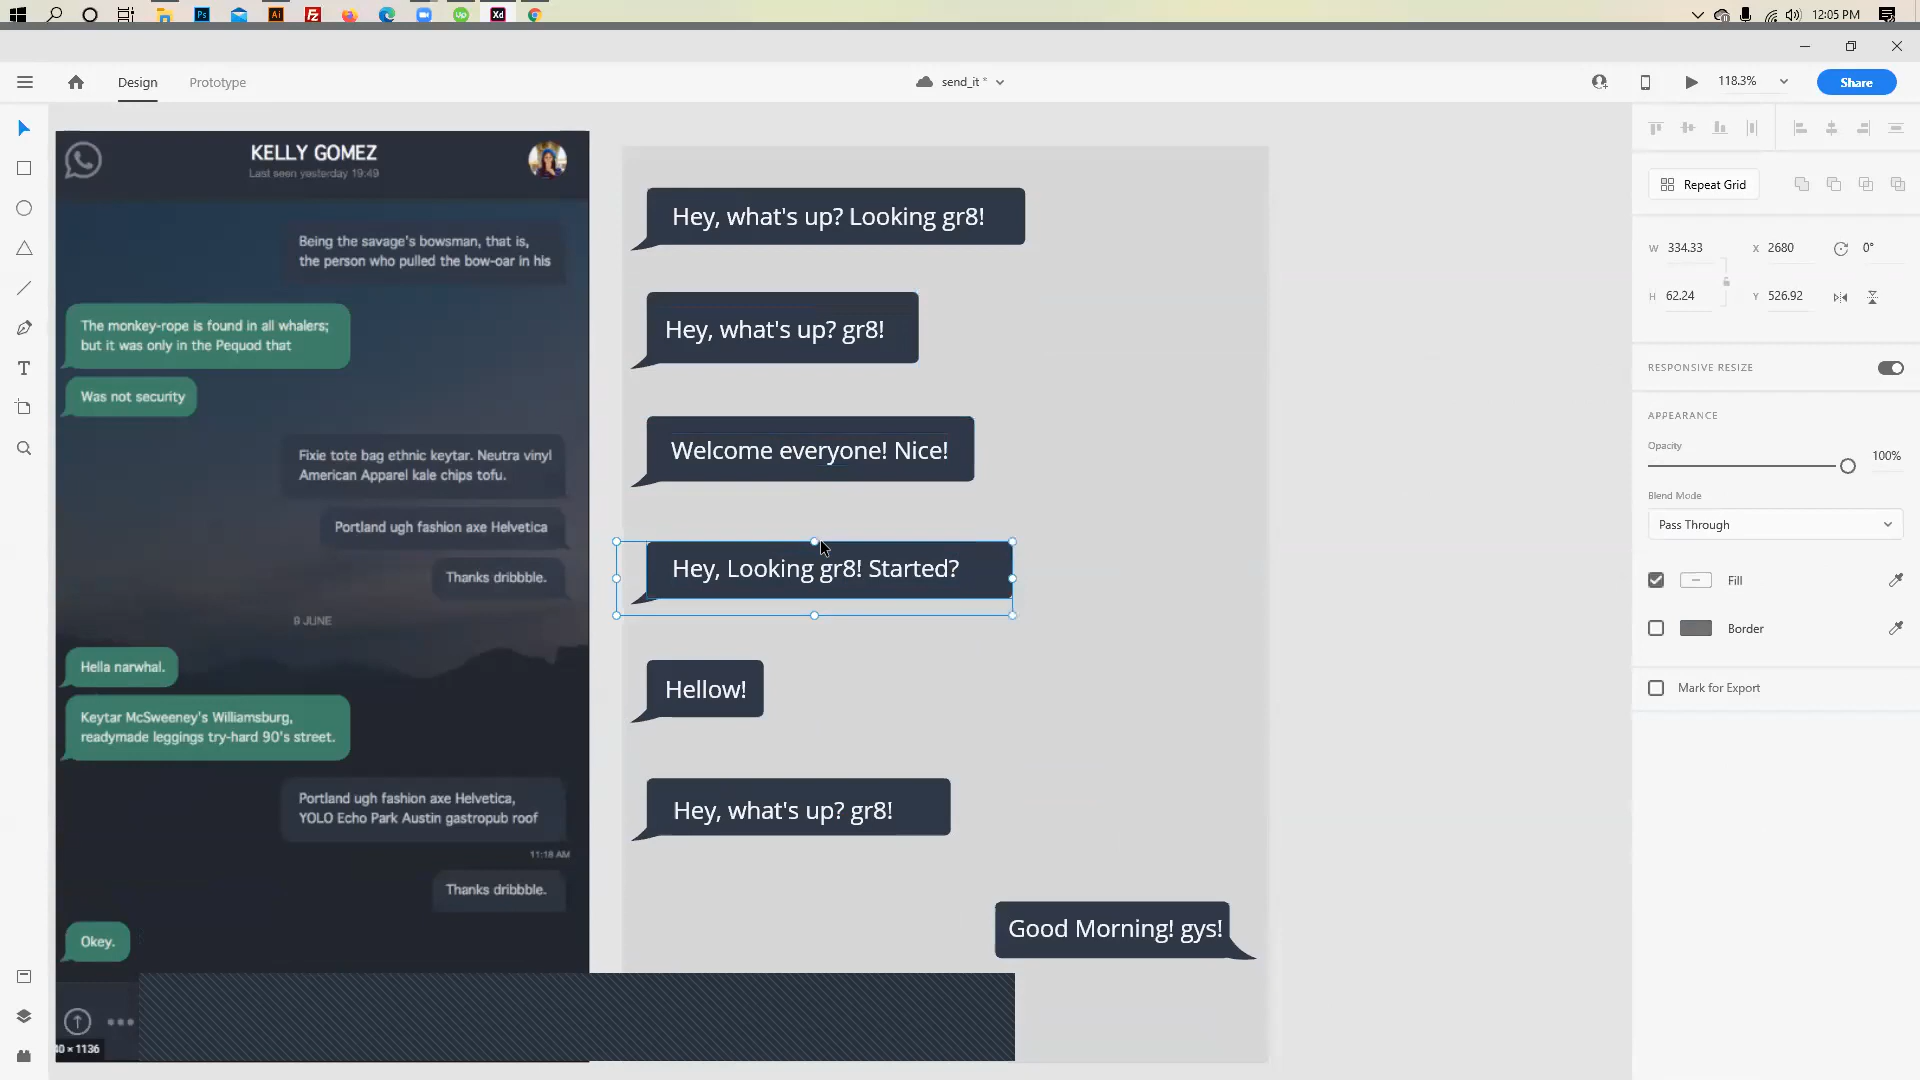 Ps
Ai
Fz
Up
Xd
12:05 PM
Design
Prototype
send_it *
118.3%
Share
KELLY GOMEZ
Last seen yesterday 19:49
Being the savage's bowsman, that is,
the person who pulled the bow-oar in his
The monkey-rope is found in all whalers;
but it was only in the Pequod that
Was not security
Fixie tote bag ethnic keytar. Neutra vinyl
American Apparel kale chips tofu.
Portland ugh fashion axe Helvetica
Thanks dribbble.
9 JUNE
Hella narwhal.
Keytar McSweeney's Williamsburg,
readymade leggings try-hard 90's street.
Portland ugh fashion axe Helvetica,
YOLO Echo Park Austin gastropub roof
11:18 AM
Thanks dribbble.
Okey.
40 × 1136
Hey, what's up? Looking gr8!
Hey, what's up? gr8!
Welcome everyone! Nice!
Hey, Looking gr8! Started?
Hellow!
Hey, what's up? gr8!
Good Morning! gys!
Repeat Grid
W 334.33
X 2680
0°
H 62.24
Y 526.92
RESPONSIVE RESIZE
APPEARANCE
Opacity
100%
Blend Mode
Pass Through
Fill
Border
Mark for Export